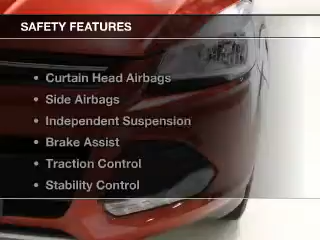 SAFETY FEATURES
• Curtain Head Airbags
• Side Airbags
• Independent Suspension
• Brake Assist
• Traction Control
• Stability Control